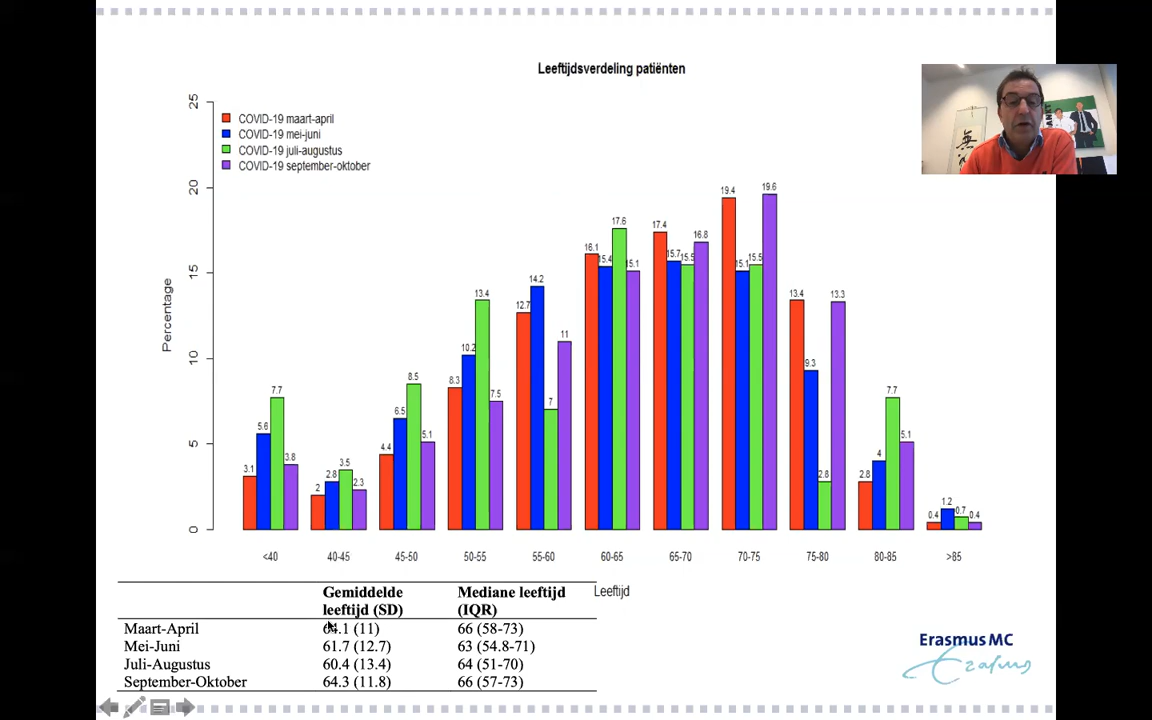 Leeftijdsverdeling patiënten
COVID-19 maart-april
COVID-19 mei-juni
COVID-19 juli-augustus
COVID-19 september-oktober
Percentage
25
20
15
10
5
0
3.1 5.6 7.7 3.8
2 2.8 3.5 2.3
4.4 6.5 8.5 5.1
8.3 10.2 13.4 7.5
12.7 14.2 7 11
16.1 15.4 17.6 15.1
17.4 15.7 15.5 16.8
19.4 15.1 15.5 19.6
13.4 9.3 2.8 13.3
2.8 4 7.7 5.1
0.4 1.2 0.7 0.4
<40 40-45 45-50 50-55 55-60 60-65 65-70 70-75 75-80 80-85 >85
Leeftijd
Gemiddelde leeftijd (SD) Mediane leeftijd (IQR)
Maart-April 64.1 (11) 66 (58-73)
Mei-Juni 61.7 (12.7) 63 (54.8-71)
Juli-Augustus 60.4 (13.4) 64 (51-70)
September-Oktober 64.3 (11.8) 66 (57-73)
Erasmus MC
Erasmus